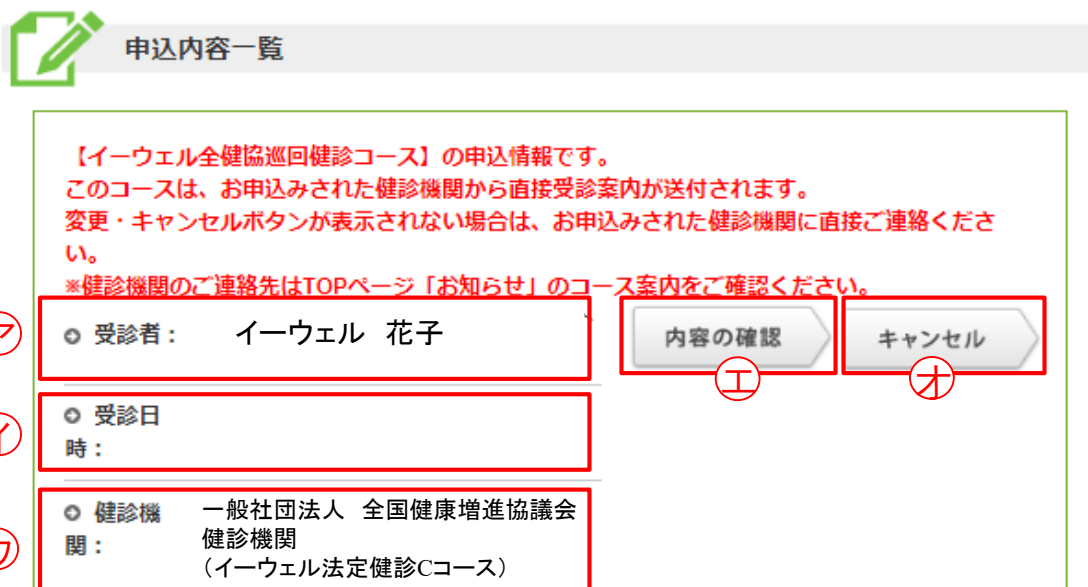 申込内容一覧
【イーウェル全健協巡回健診コース】の申込情報です。
このコースは、お申込みされた健診機関から直接受診案内が送付されます。
変更・キャンセルボタンが表示されない場合は、お申込みされた健診機関に直接ご連絡くださ
い。
※健診機関のご連絡先はTOPページ「お知らせ」のコース案内をご確認ください。
㋐ 受診者： イーウェル 花子
内容の確認
㋓
キャンセル
㋔
㋑ 受診日
時：
㋒ 健診機
関：
一般社団法人 全国健康増進協議会
健診機関
（イーウェル法定健診Cコース）